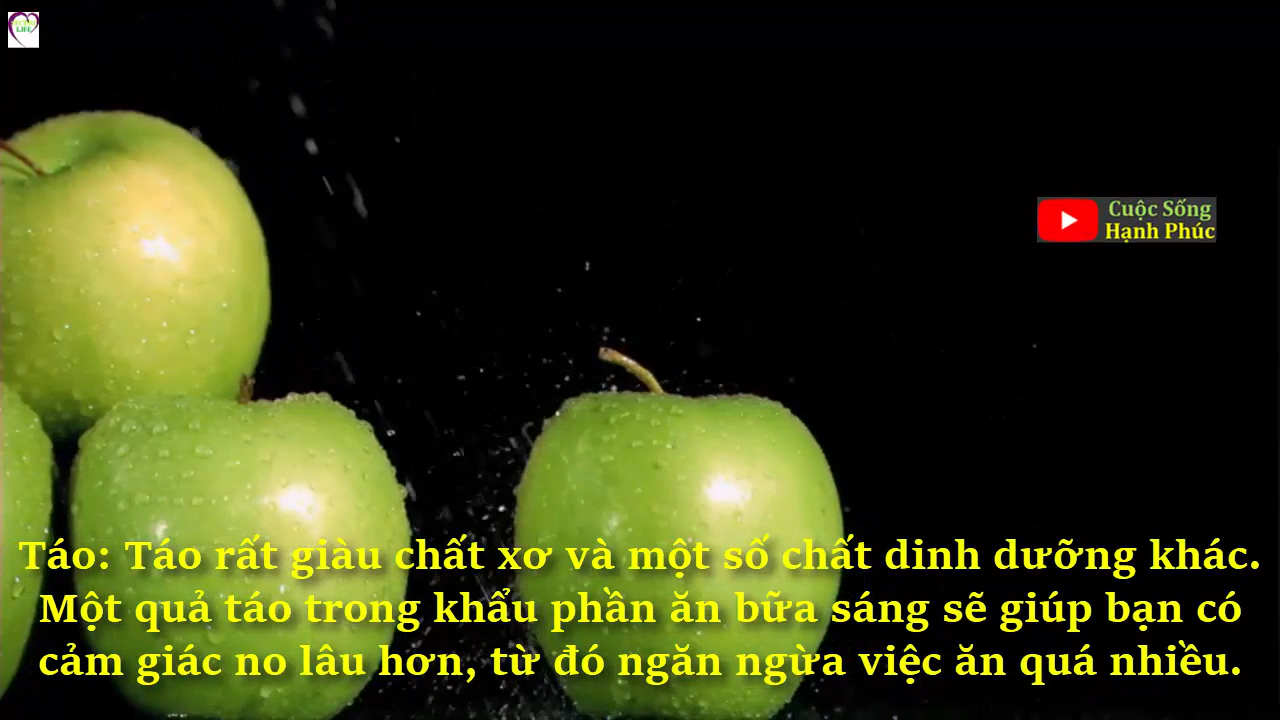 Cuộc Sống
Hạnh Phúc
Táo: Táo rất giàu chất xơ và một số chất dinh dưỡng khác.
Một quả táo trong khẩu phần ăn bữa sáng sẽ giúp bạn có
cảm giác no lâu hơn, từ đó ngăn ngừa việc ăn quá nhiều.